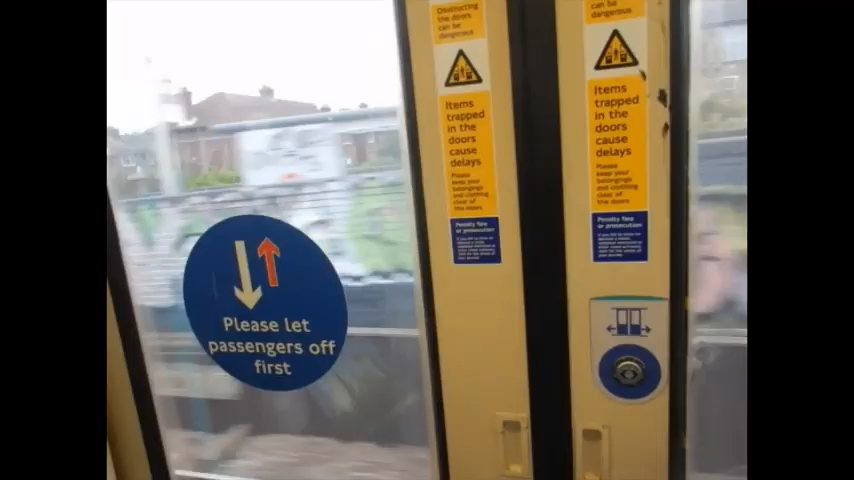 Please let
passengers off
first
Obstructing
the doors
can be
dangerous
Items
trapped
in the
doors
cause
delays
Please
keep your
belongings
and clothing
clear of
the doors
Penalty fare
or prosecution
can be
dangerous
Items
trapped
in the
doors
cause
delays
Please
keep your
belongings
and clothing
clear of
the doors
Penalty fare
or prosecution